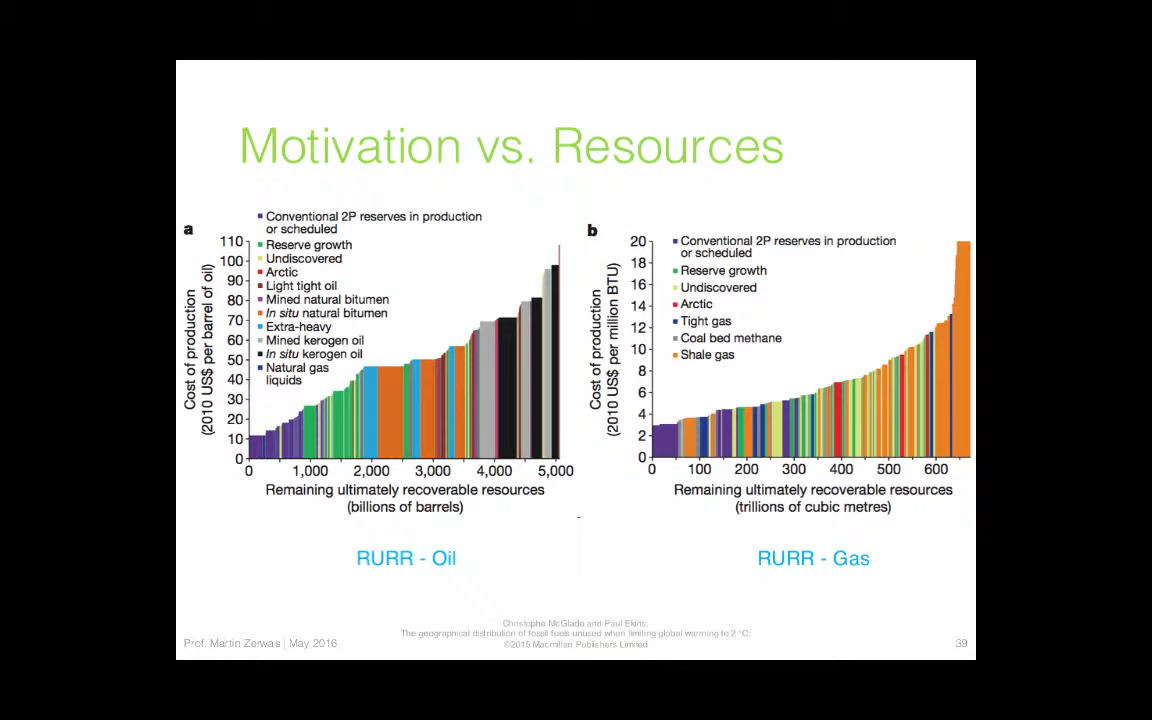 Motivation vs. Resources
a
Conventional 2P reserves in production
or scheduled
Reserve growth
Undiscovered
Arctic
Light tight oil
Mined natural bitumen
In situ natural bitumen
Extra-heavy
Mined kerogen oil
In situ kerogen oil
Natural gas
liquids
Cost of production
(2010 US$ per barrel of oil)
110
100
90
80
70
60
50
40
30
20
10
0
0 1,000 2,000 3,000 4,000 5,000
Remaining ultimately recoverable resources
(billions of barrels)
RURR - Oil
b
Conventional 2P reserves in production
or scheduled
Reserve growth
Undiscovered
Arctic
Tight gas
Coal bed methane
Shale gas
Cost of production
(2010 US$ per million BTU)
20
18
16
14
12
10
8
6
4
2
0
0 100 200 300 400 500 600
Remaining ultimately recoverable resources
(trillions of cubic metres)
RURR - Gas
Christophe McGlade and Paul Ekins;
The geographical distribution of fossil fuels unused when limiting global warming to 2 °C;
©2015 Macmillan Publishers Limited
Prof. Martin Zerwas | May 2016
39